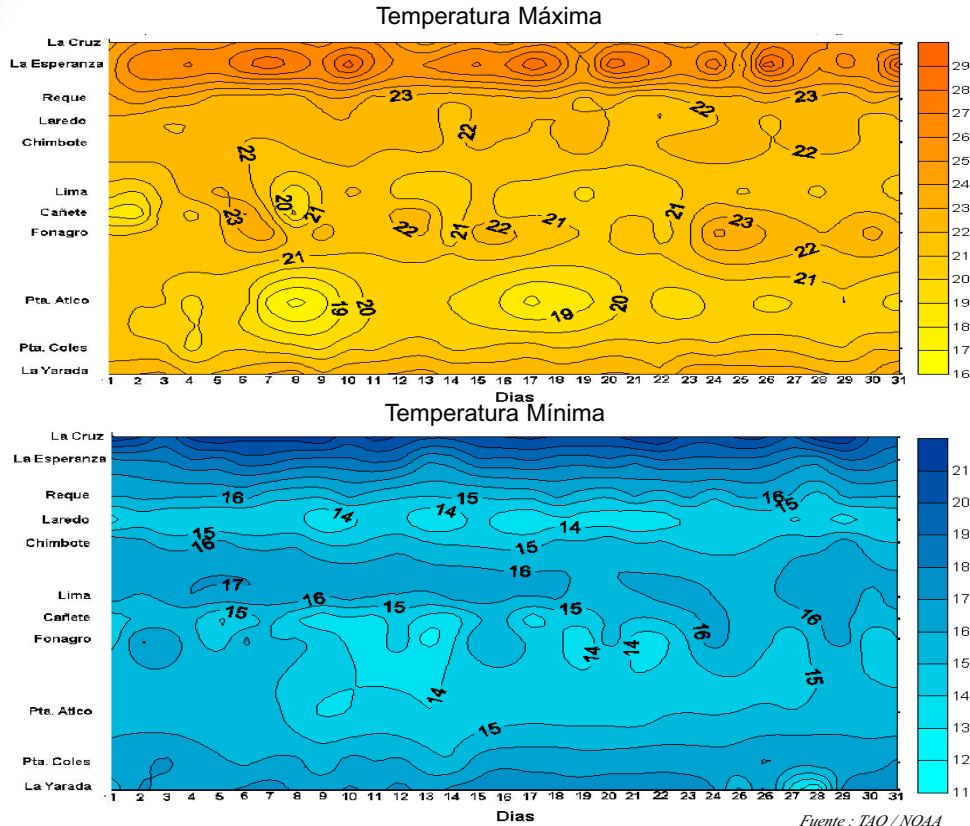 Temperatura Máxima
La Cruz
La Esperanza
Reque
Laredo
Chimbote
Lima
Cañete
Fonagro
Pta. Atico
Pta. Coles
La Yarada
23 23
22 22 22 22
20 21 21 21 21
23 22 22 23
21 22 21
19 20 19 20
29
29
27
26
25
24
23
22
21
20
19
18
17
16
1 2 3 4 5 6 7 8 9 10 11 12 13 14 15 16 17 18 19 20 21 22 23 24 25 26 27 28 29 30 31
Dias
Temperatura Mínima
La Cruz
La Esperanza
Reque
Laredo
Chimbote
Lima
Cañete
Fonagro
Pta. Atico
Pta. Coles
La Yarada
16 15 16 15
14 14 14
15 16 15
17 16 16
15 15 15
14 14 16
14 15
15
21
20
19
18
17
16
15
14
13
12
11
1 2 3 4 5 6 7 8 9 10 11 12 13 14 15 16 17 18 19 20 21 22 23 24 25 26 27 28 29 30 31
Dias
Fuente : TAO / NOAA